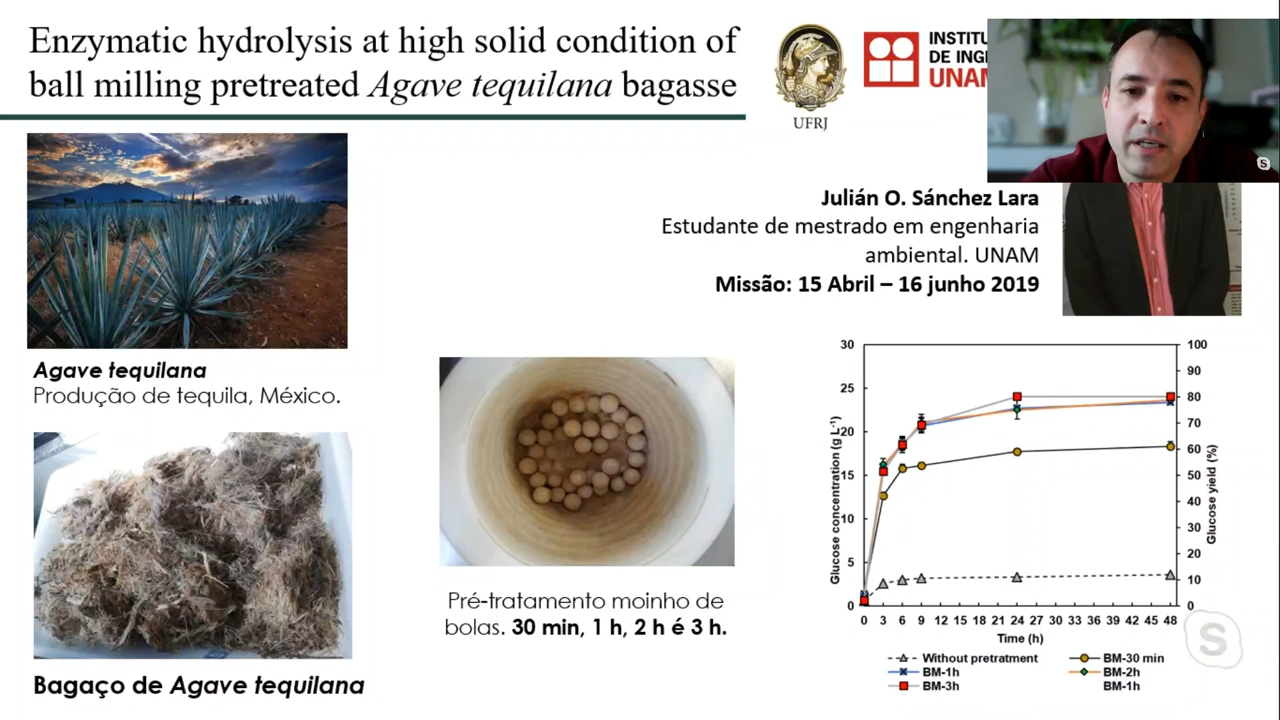 Enzymatic hydrolysis at high solid condition of
ball milling pretreated Agave tequilana bagasse
UFRJ
INSTITU
DE ING
UNAM
Julián O. Sánchez Lara
Estudante de mestrado em engenharia
ambiental. UNAM
Missão: 15 Abril – 16 junho 2019
Agave tequilana
Produção de tequila, México.
Bagaço de Agave tequilana
Pré-tratamento moinho de
bolas. 30 min, 1 h, 2 h é 3 h.
Glucose concentration (g L-1)
30
25
20
15
10
5
0
100
90
80
70
60
50
40
30
20
10
0
Glucose yield (%)
0 3 6 9 12 15 18 21 24 27 30 33 36 39 42 45 48
Time (h)
Without pretreatment BM-30 min
BM-1h BM-2h
BM-3h BM-1h
S